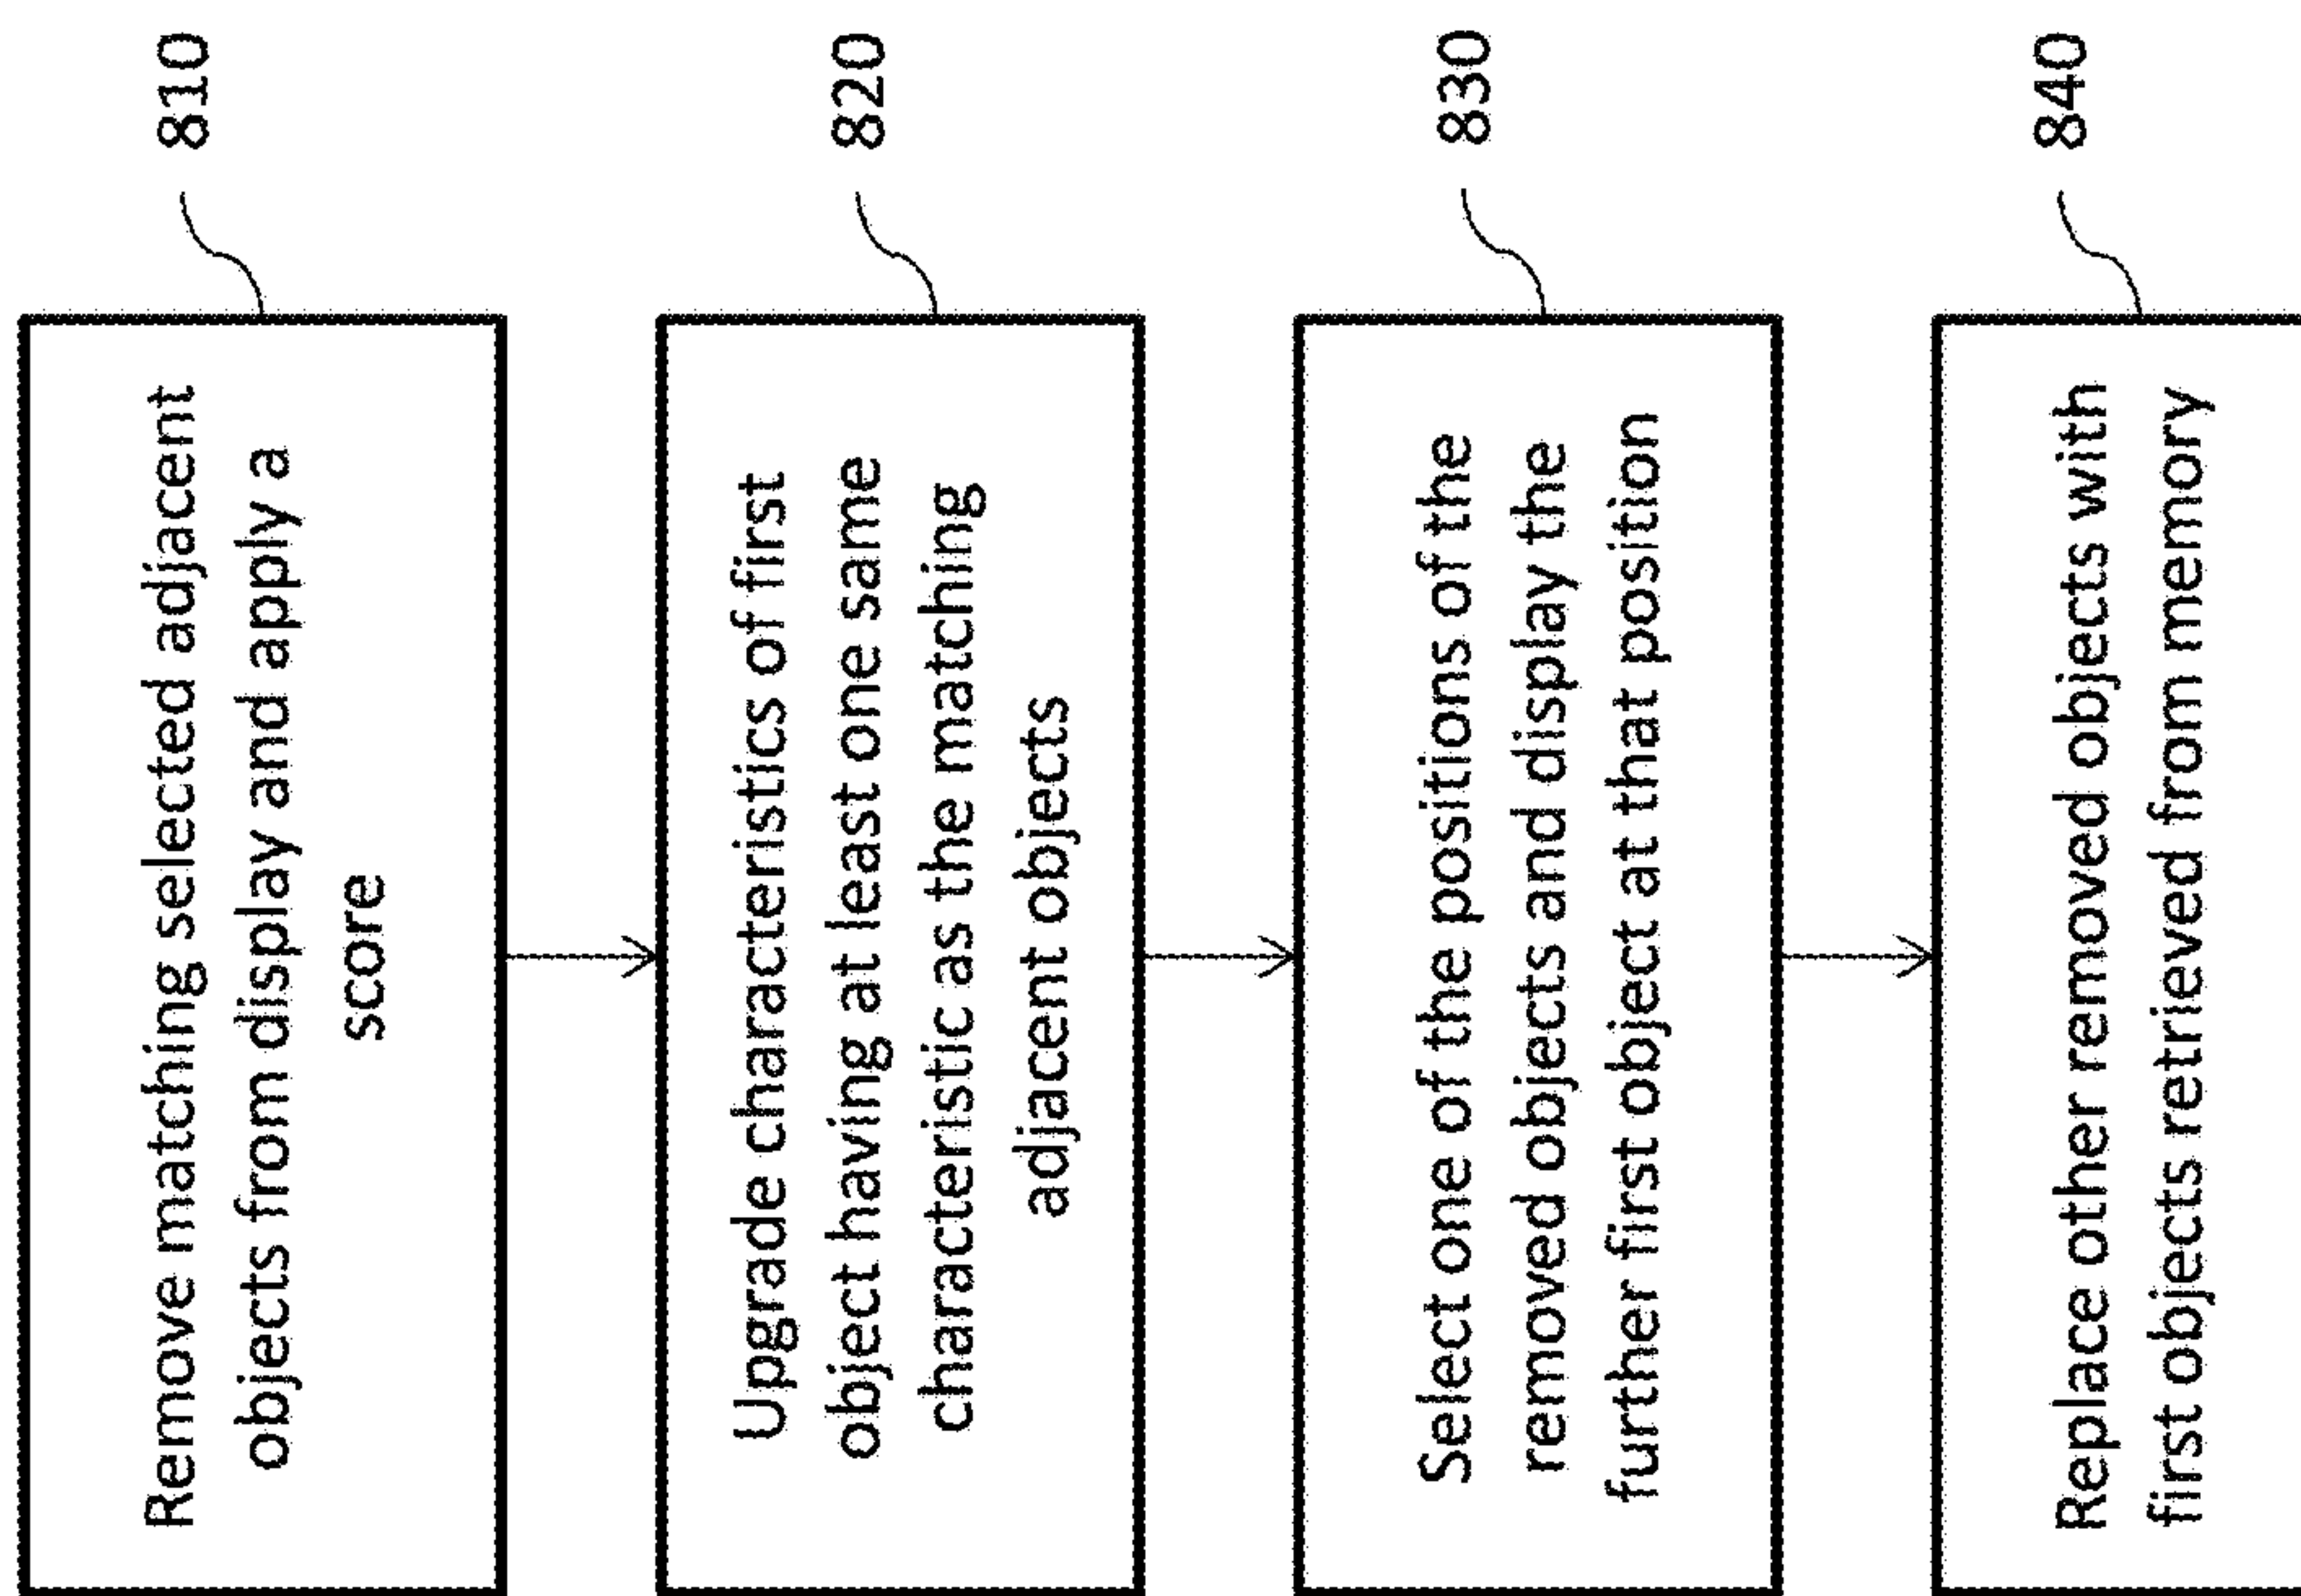 Remove matching selected adjacent
objects from display and apply a
score
810
Upgrade characteristics of first
object having at least one same
characteristic as the matching
adjacent objects
820
Select one of the positions of the
removed objects and display the
further first object at that position
830
Replace other removed objects with
first objects retrieved from memory
840